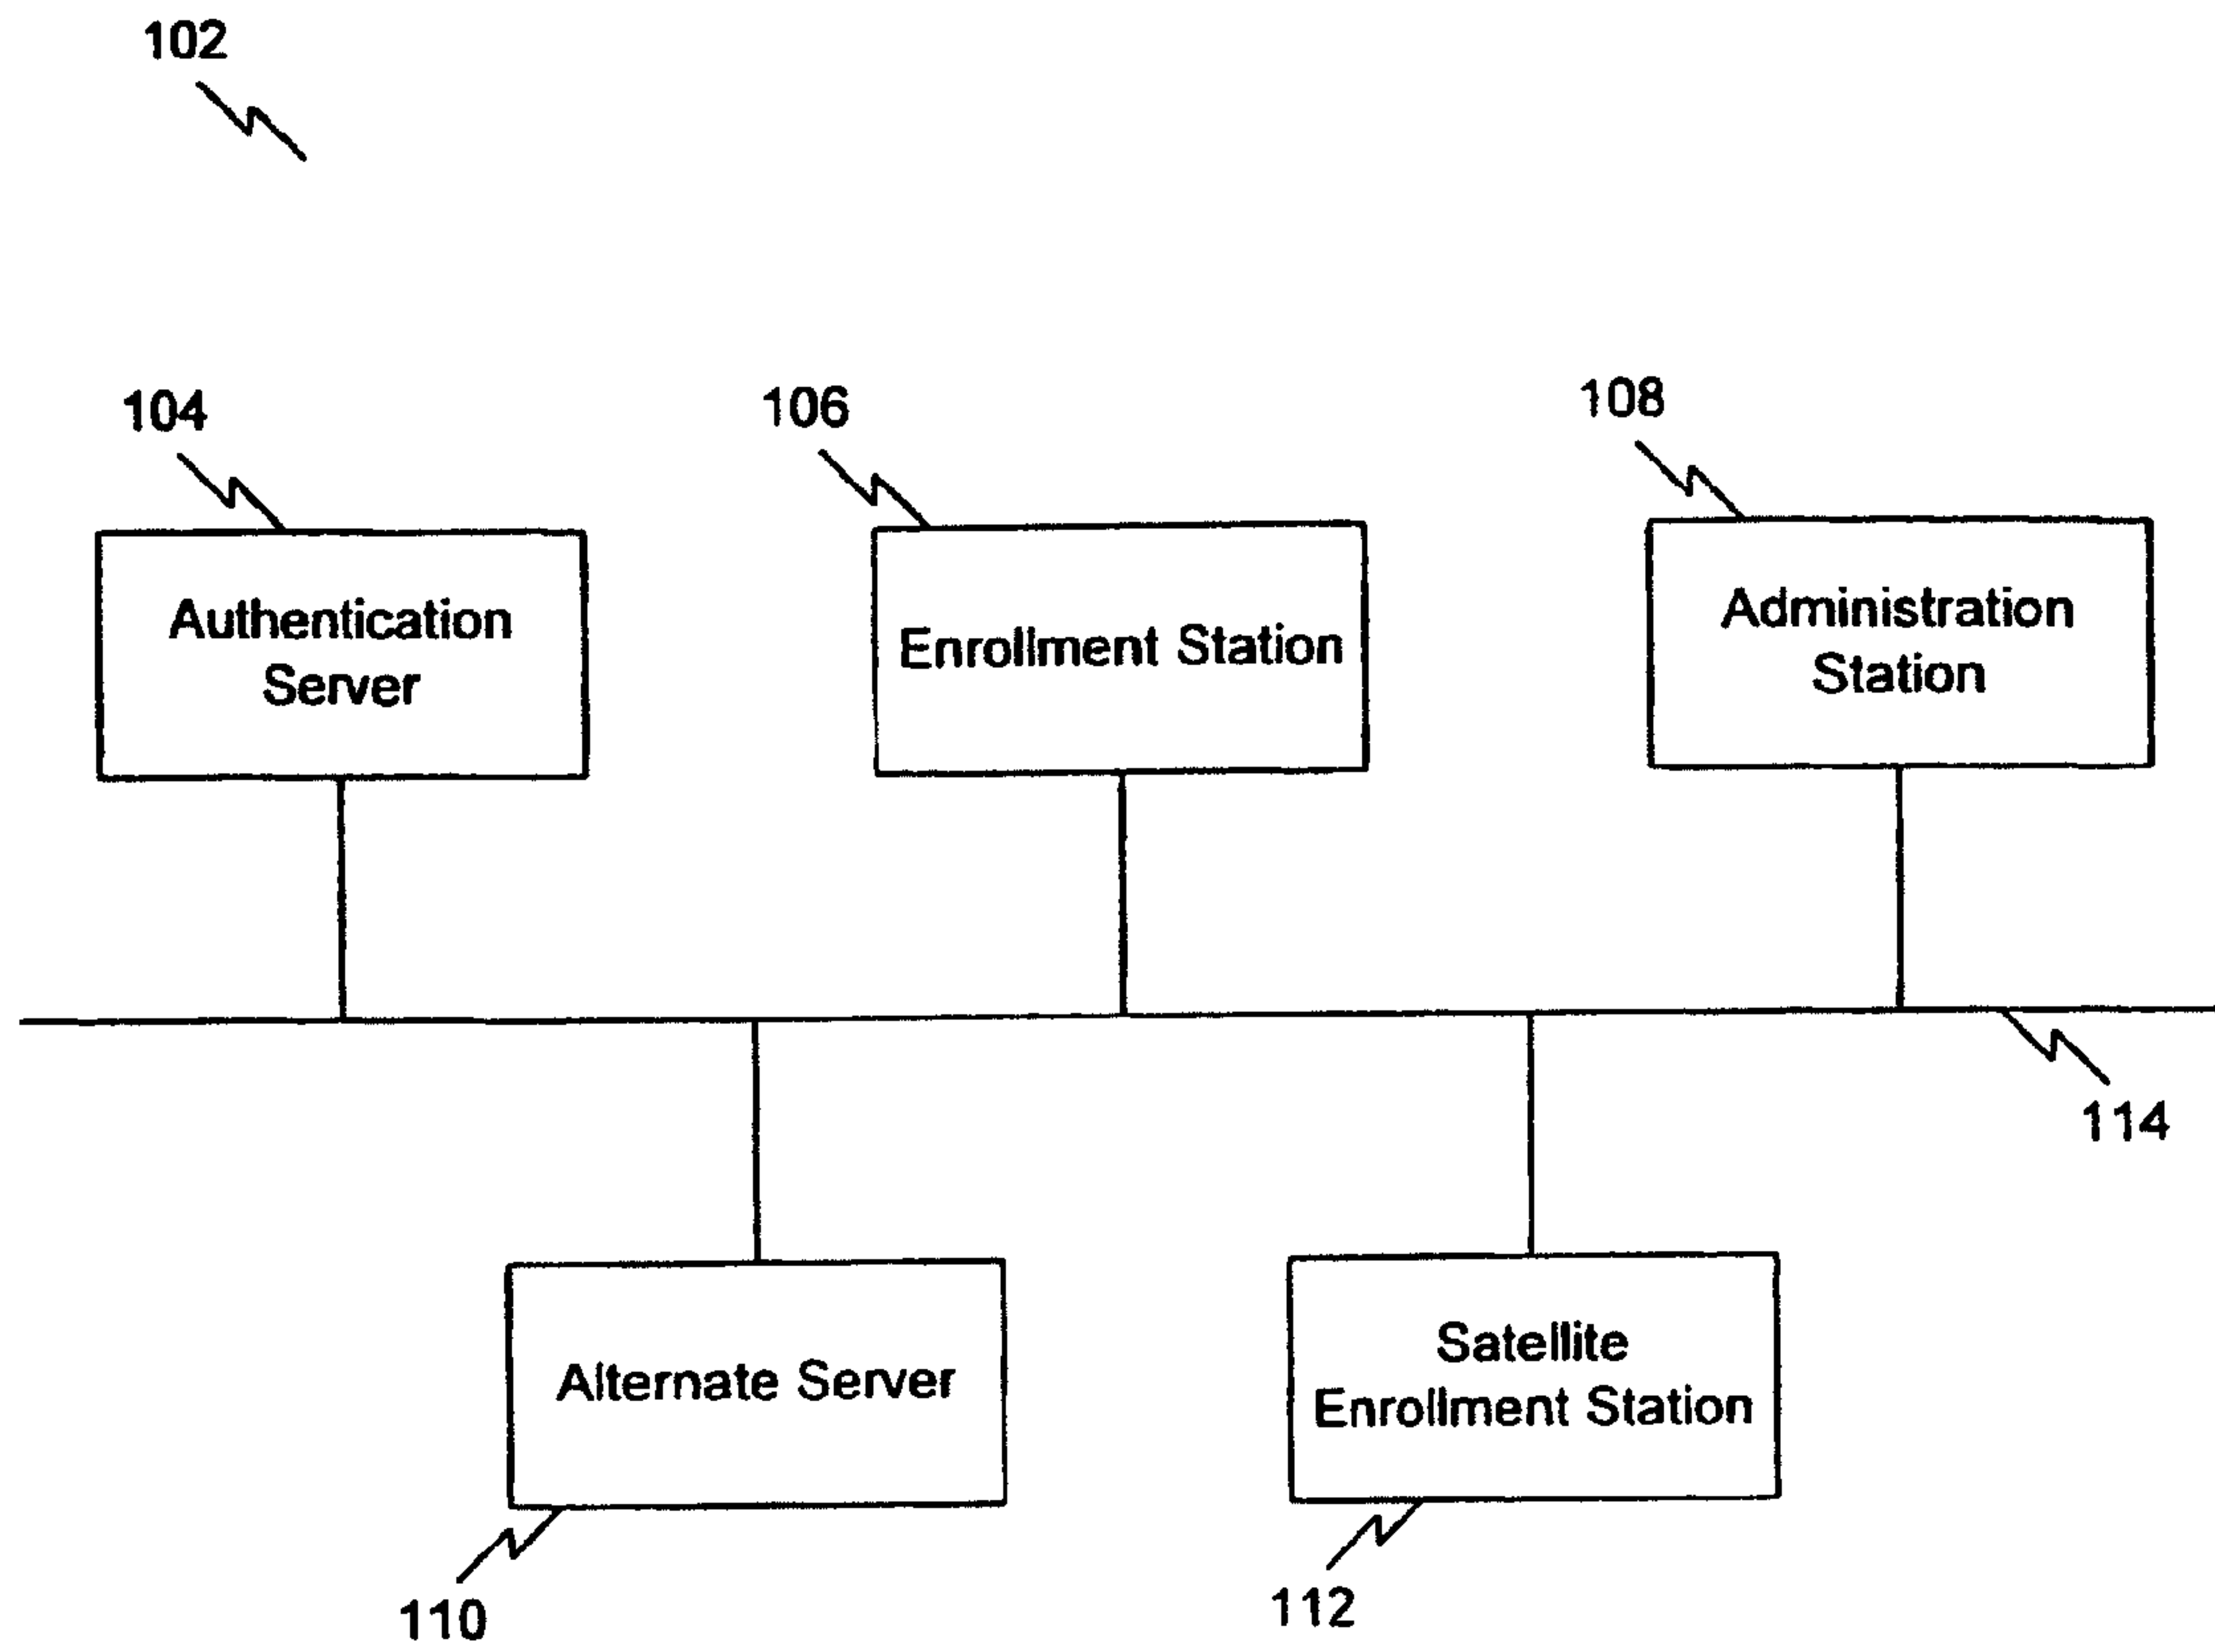 102
104
106
108
Authentication
Server
Enrollment Station
Administration
Station
114
Alternate Server
Satellite
Enrollment Station
110
112